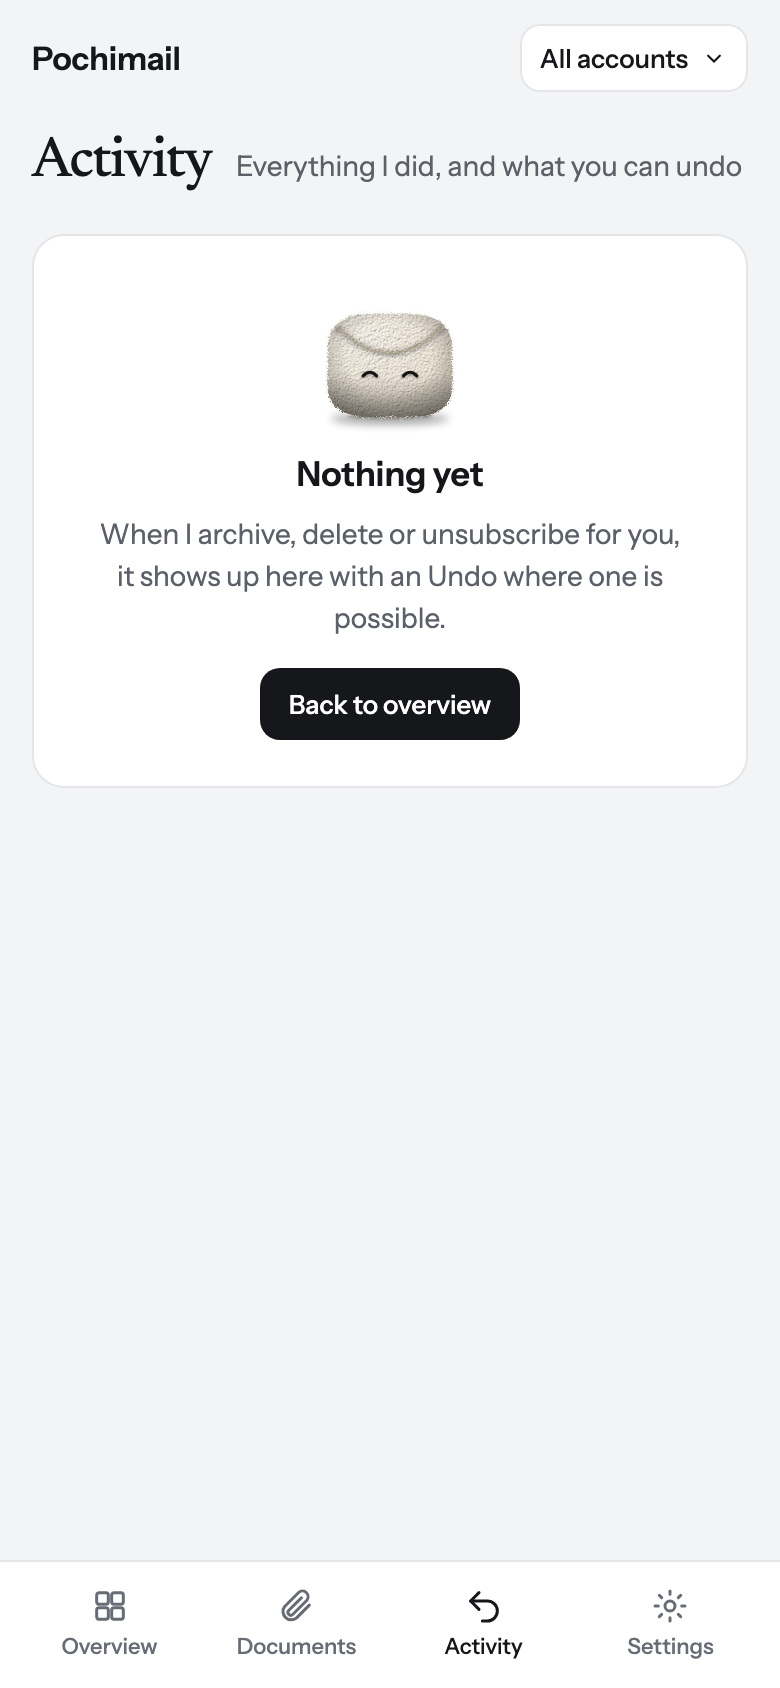 Pochimail
All accounts
Activity
Everything I did, and what you can undo
Nothing yet
When I archive, delete or unsubscribe for you,
it shows up here with an Undo where one is
possible.
Back to overview
Overview
Documents
Activity
Settings